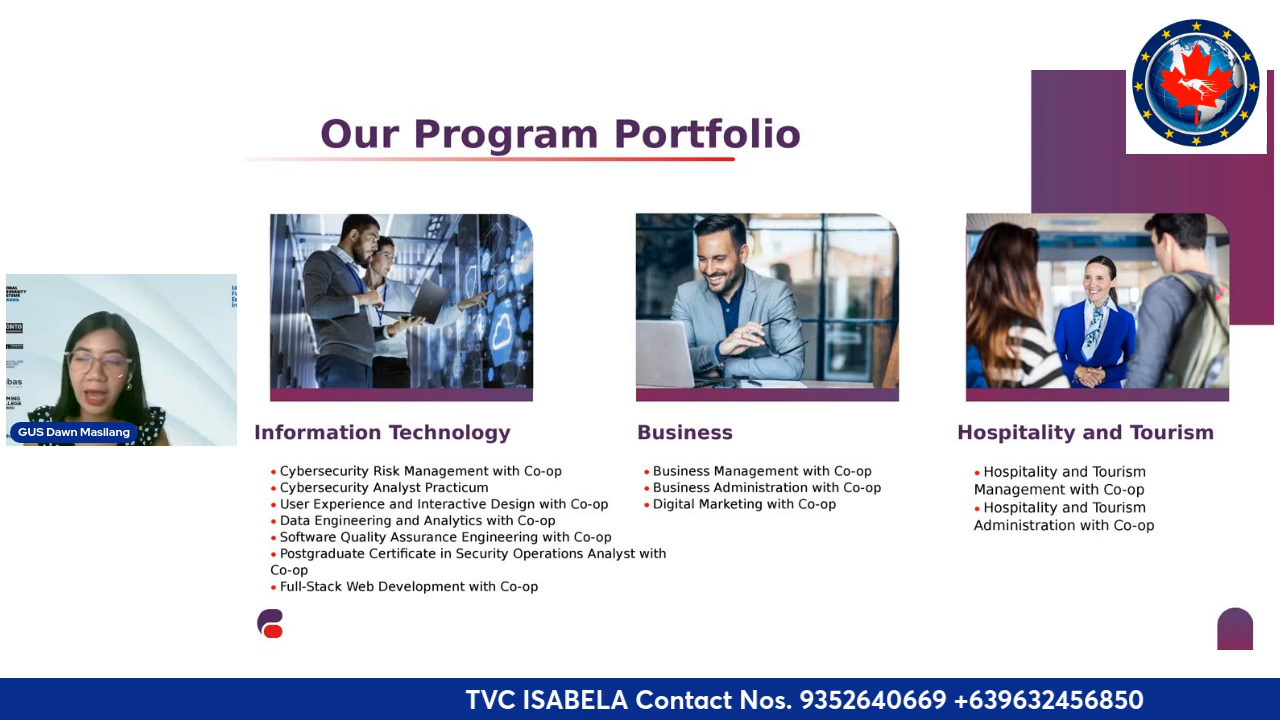 Our Program Portfolio
GUS Dawn Masilang
Information Technology
• Cybersecurity Risk Management with Co-op
• Cybersecurity Analyst Practicum
• User Experience and Interactive Design with Co-op
• Data Engineering and Analytics with Co-op
• Software Quality Assurance Engineering with Co-op
• Postgraduate Certificate in Security Operations Analyst with
Co-op
• Full-Stack Web Development with Co-op
Business
• Business Management with Co-op
• Business Administration with Co-op
• Digital Marketing with Co-op
Hospitality and Tourism
• Hospitality and Tourism
Management with Co-op
• Hospitality and Tourism
Administration with Co-op
TVC ISABELA Contact Nos. 9352640669 +639632456850